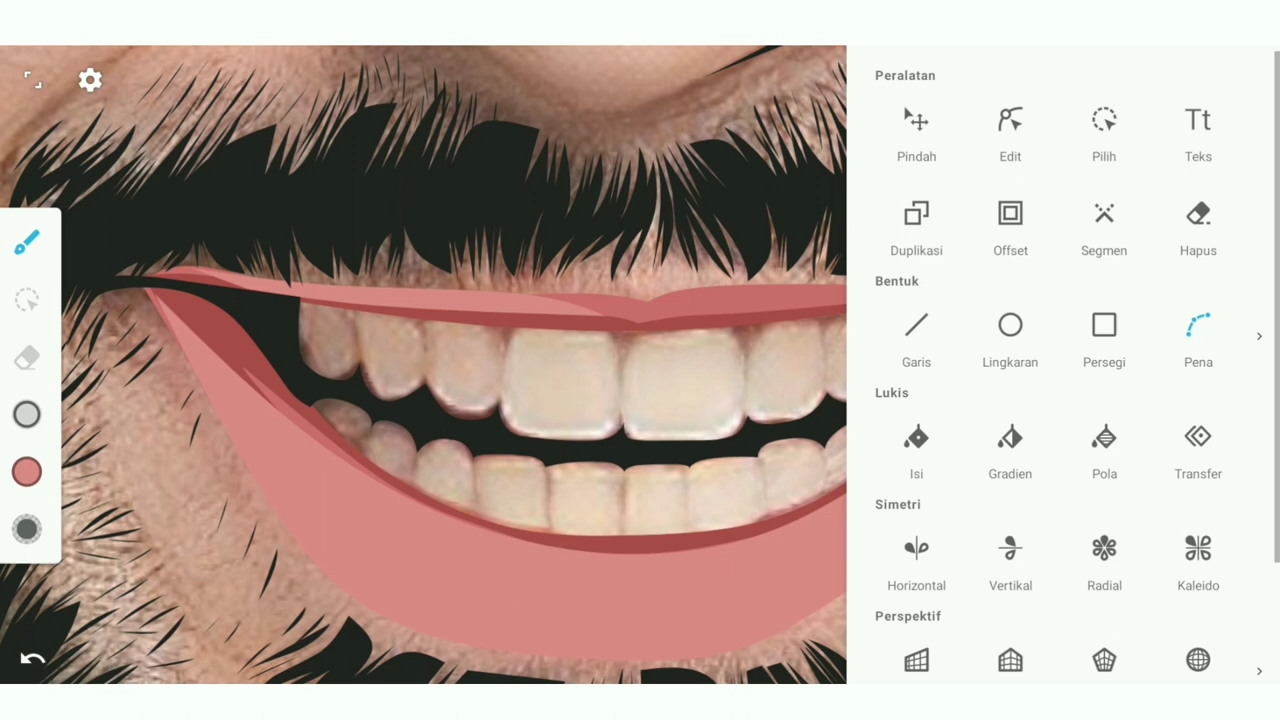 Peralatan
Pindah Edit Pilih Teks
Tt
Duplikasi Offset Segmen Hapus
Bentuk
Garis Lingkaran Persegi Pena
Lukis
Isi Gradien Pola Transfer
Simetri
Horizontal Vertikal Radial Kaleido
Perspektif